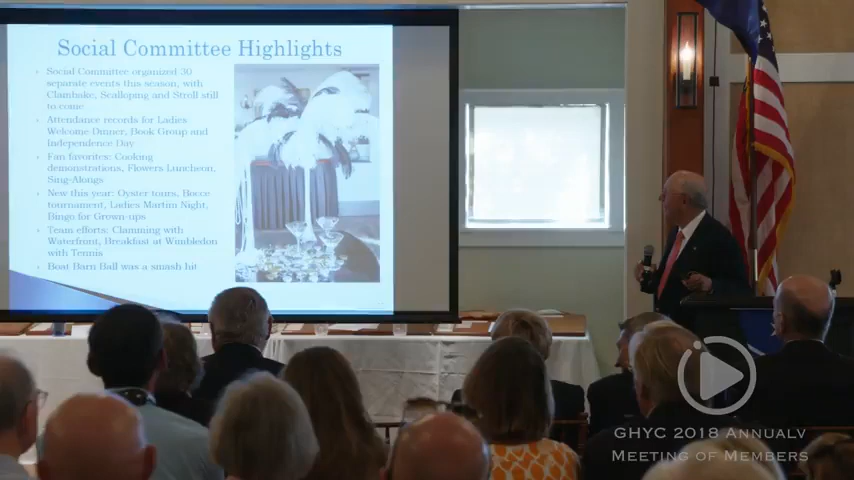 Social Committee Highlights
Social Committee organized 30
separate events this season, with
Clambake, Scalloping and Stroll still
to come
Attendance records for Ladies
Welcome Dinner, Book Group and
Independence Day
Fan favorites: Cooking
demonstrations, Flowers Luncheon,
Sing-Alongs
New this year: Oyster tours, Bocce
tournament, Ladies Martini Night,
Bingo for Grown-ups
Team efforts: Clamming with
Waterfront, Breakfast at Wimbledon
with Tennis
Boat Barn Ball was a smash hit
GHYC 2018 Annualv
Meeting of Members